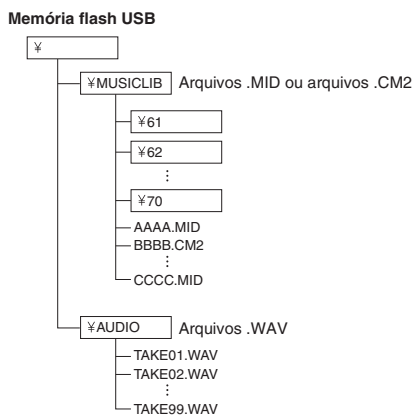 Memória flash USB
¥
¥MUSICLIB Arquivos .MID ou arquivos .CM2
¥61
¥62
⋮
¥70
AAAA.MID
BBBB.CM2
⋮
CCCC.MID
¥AUDIO Arquivos .WAV
TAKE01.WAV
TAKE02.WAV
⋮
TAKE99.WAV